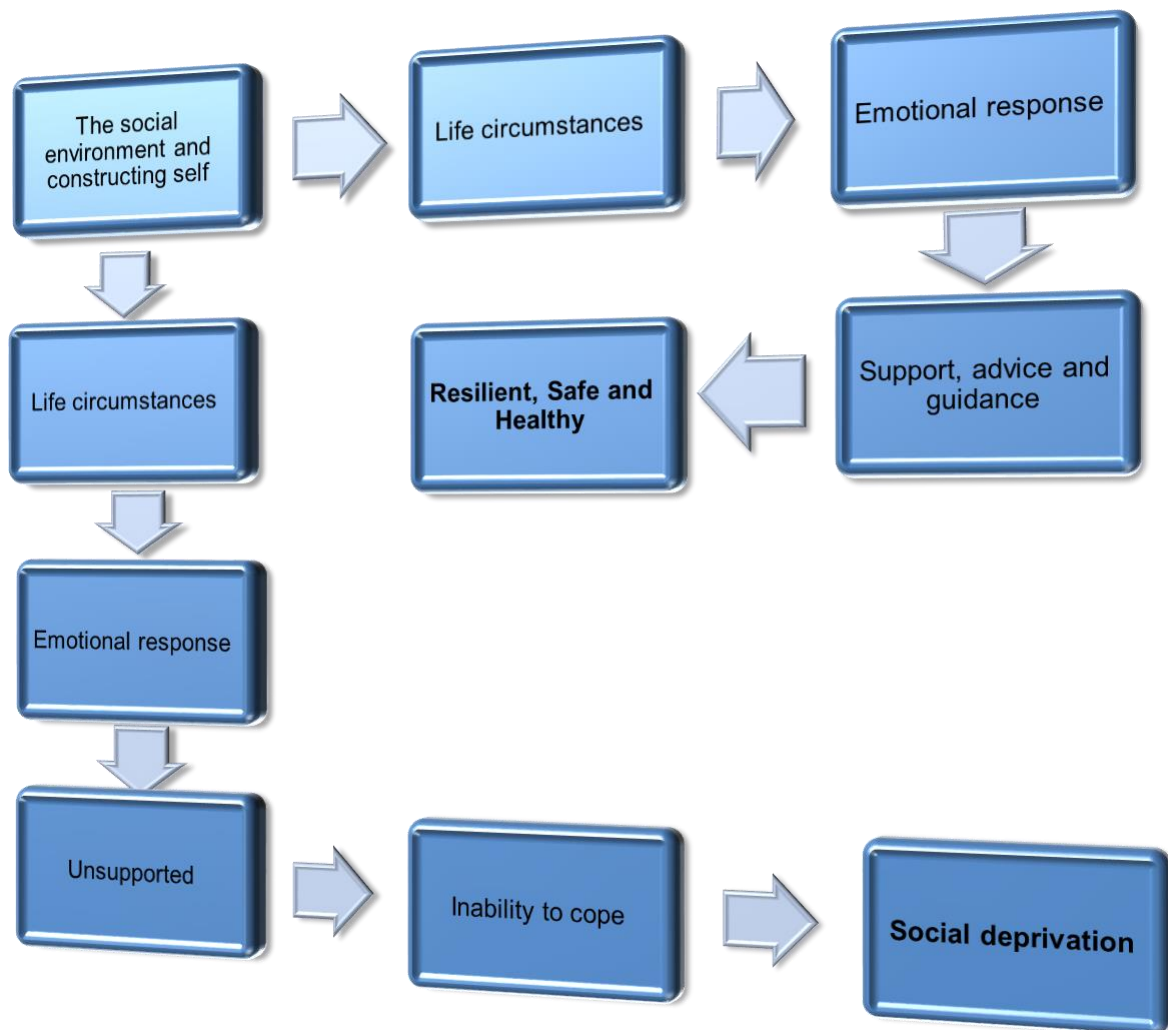 The social
environment and
constructing self
Life circumstances
Emotional response
Life circumstances
Resilient, Safe and
Healthy
Support, advice and
guidance
Emotional response
Unsupported
Inability to cope
Social deprivation